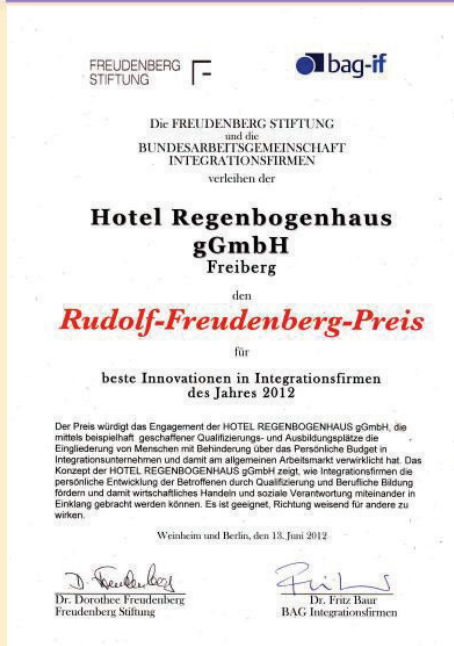 FREUDENBERG
STIFTUNG
bag-if
Die FREUDENBERG STIFTUNG
und die
BUNDESARBEITSGEMEINSCHAFT
INTEGRATIONSFIRMEN
verleihen der
Hotel Regenbogenhaus
gGmbH
Freiberg
den
Rudolf-Freudenberg-Preis
für
beste Innovationen in Integrationsfirmen
des Jahres 2012
Der Preis würdigt das Engagement der HOTEL REGENBOGENHAUS gGmbH, die
mittels beispielhaft geschaffener Qualifizierungs- und Ausbildungsplätze die
Eingliederung von Menschen mit Behinderung über das Persönliche Budget in
Integrationsunternehmen und damit am allgemeinen Arbeitsmarkt verwirklicht hat. Das
Konzept der HOTEL REGENBOGENHAUS gGmbH zeigt, wie Integrationsfirmen die
persönliche Entwicklung der Betroffenen durch Qualifizierung und Berufliche Bildung
fördern und damit wirtschaftliches Handeln und soziale Verantwortung miteinander in
Einklang gebracht werden können. Es ist geeignet, Richtung weisend für andere zu
wirken.
Weinheim und Berlin, den 13. Juni 2012
D. Freudenberg
Dr. Dorothee Freudenberg
Freudenberg Stiftung
Dr. Fritz Baur
BAG Integrationsfirmen